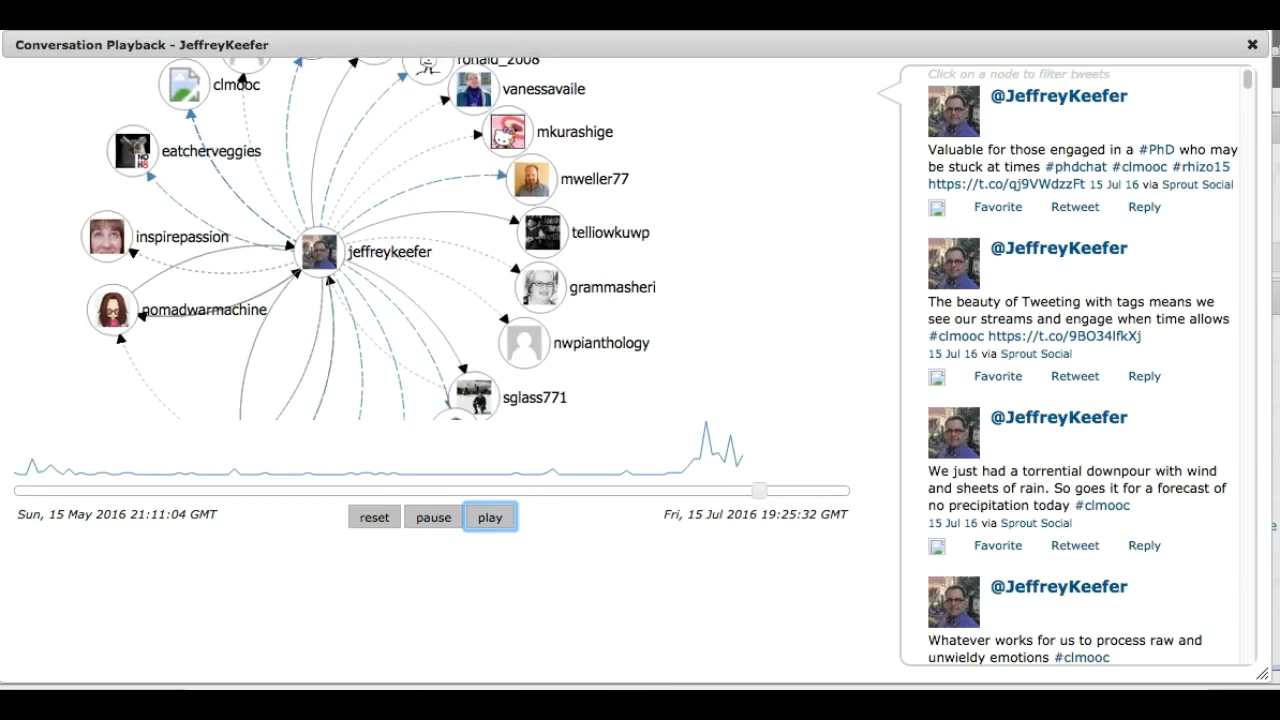 Conversation Playback - JeffreyKeefer
ronald_2008
clmooc
vanessavaile
mkurashige
eatcherveggies
mweller77
inspirepassion
telliowkuwp
jeffreykeefer
grammasheri
nomadwarmachine
nwpianthology
sglass771
Sun, 15 May 2016 21:11:04 GMT
reset
pause
play
Fri, 15 Jul 2016 19:25:32 GMT
Click on a node to filter tweets
@JeffreyKeefer
Valuable for those engaged in a #PhD who may
be stuck at times #phdchat #clmooc #rhizo15
https://t.co/qj9VWdzzFt 15 Jul 16 via Sprout Social
Favorite Retweet Reply
@JeffreyKeefer
The beauty of Tweeting with tags means we
see our streams and engage when time allows
#clmooc https://t.co/9BO34lfkXj
15 Jul 16 via Sprout Social
Favorite Retweet Reply
@JeffreyKeefer
We just had a torrential downpour with wind
and sheets of rain. So goes it for a forecast of
no precipitation today #clmooc
15 Jul 16 via Sprout Social
Favorite Retweet Reply
@JeffreyKeefer
Whatever works for us to process raw and
unwieldy emotions #clmooc